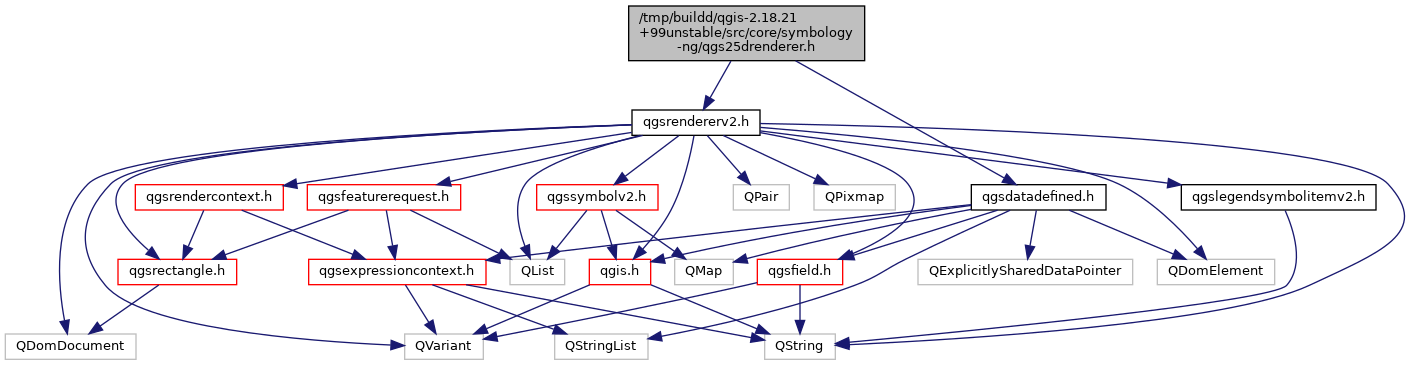 /tmp/buildd/qgis-2.18.21
+99unstable/src/core/symbology
-ng/qgs25drenderer.h
qgsrendererv2.h
qgsrendercontext.h
qgsfeaturerequest.h
qgssymbolv2.h
QPair
QPixmap
qgsdatadefined.h
qgslegendsymbolitemv2.h
qgsrectangle.h
qgsexpressioncontext.h
QList
qgis.h
QMap
qgsfield.h
QExplicitlySharedDataPointer
QDomElement
QDomDocument
QVariant
QStringList
QString